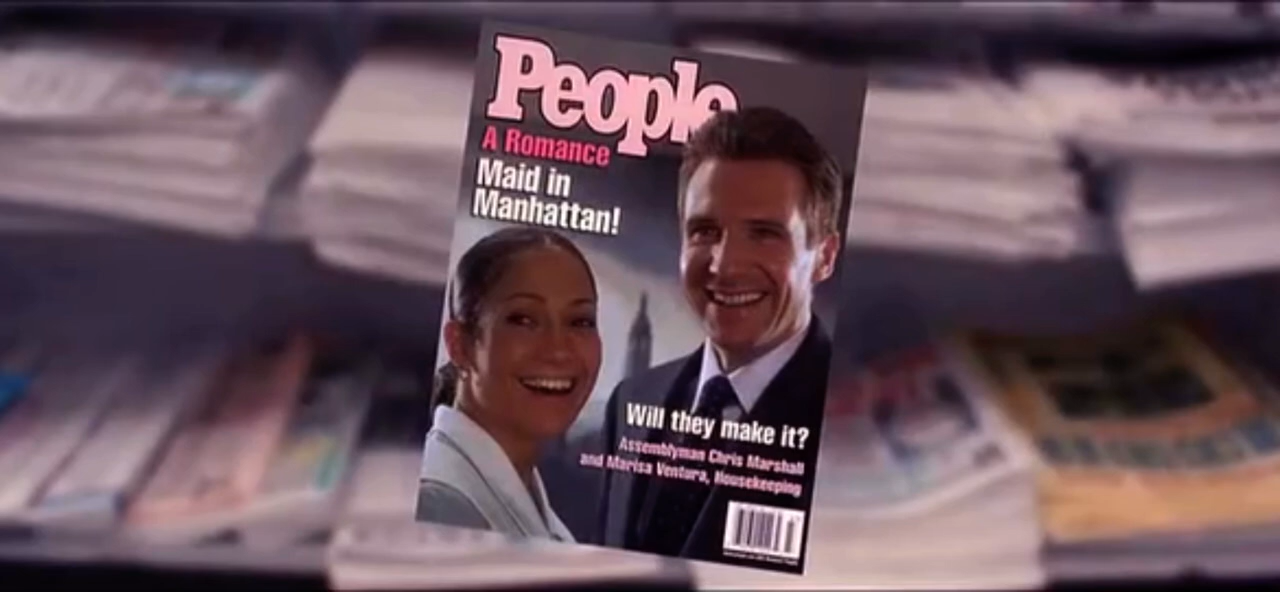 People
A Romance
Maid in
Manhattan!
Will they make it?
Assemblyman Chris Marshall
and Marisa Ventura, Housekeeping